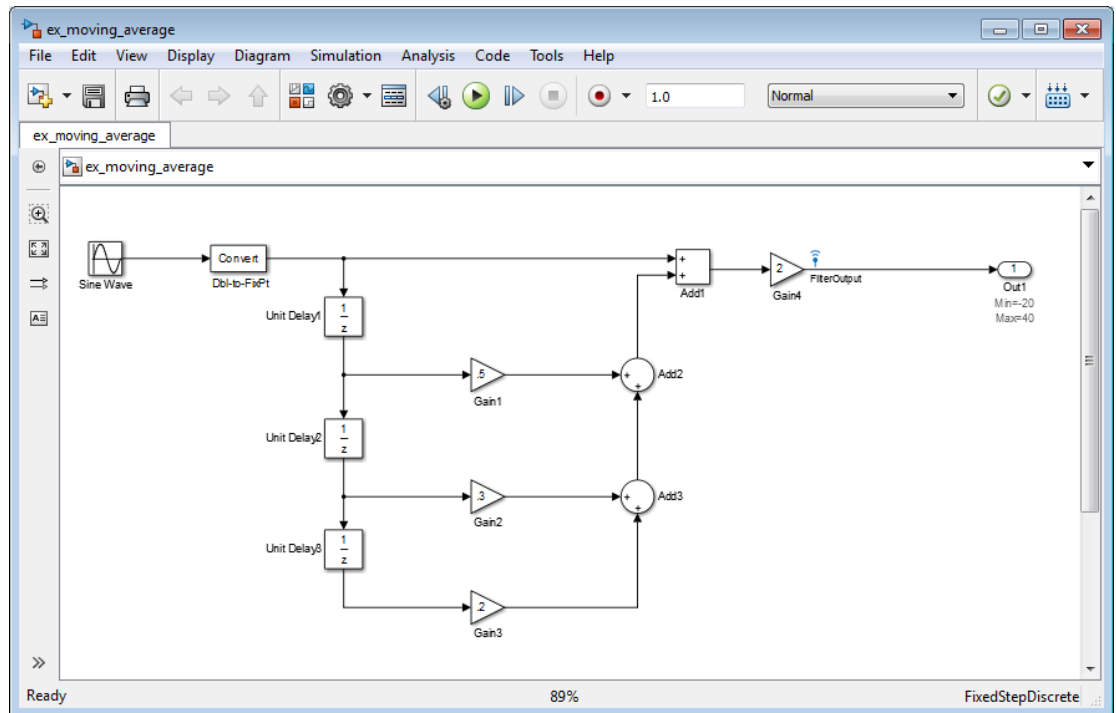 ex_moving_average
File Edit View Display Diagram Simulation Analysis Code Tools Help
1.0 Normal
ex_moving_average
ex_moving_average
Sine Wave
Convert
Dbl-to-FixPt
Unit Delay1
1
z
Unit Delay2
1
z
Unit Delay3
1
z
.5
Gain1
.3
Gain2
.2
Gain3
+
+
Add1
+
+
Add2
+
+
Add3
2
Gain4
FilterOutput
1
Out1
Min=-20
Max=40
A
Ready 89% FixedStepDiscrete